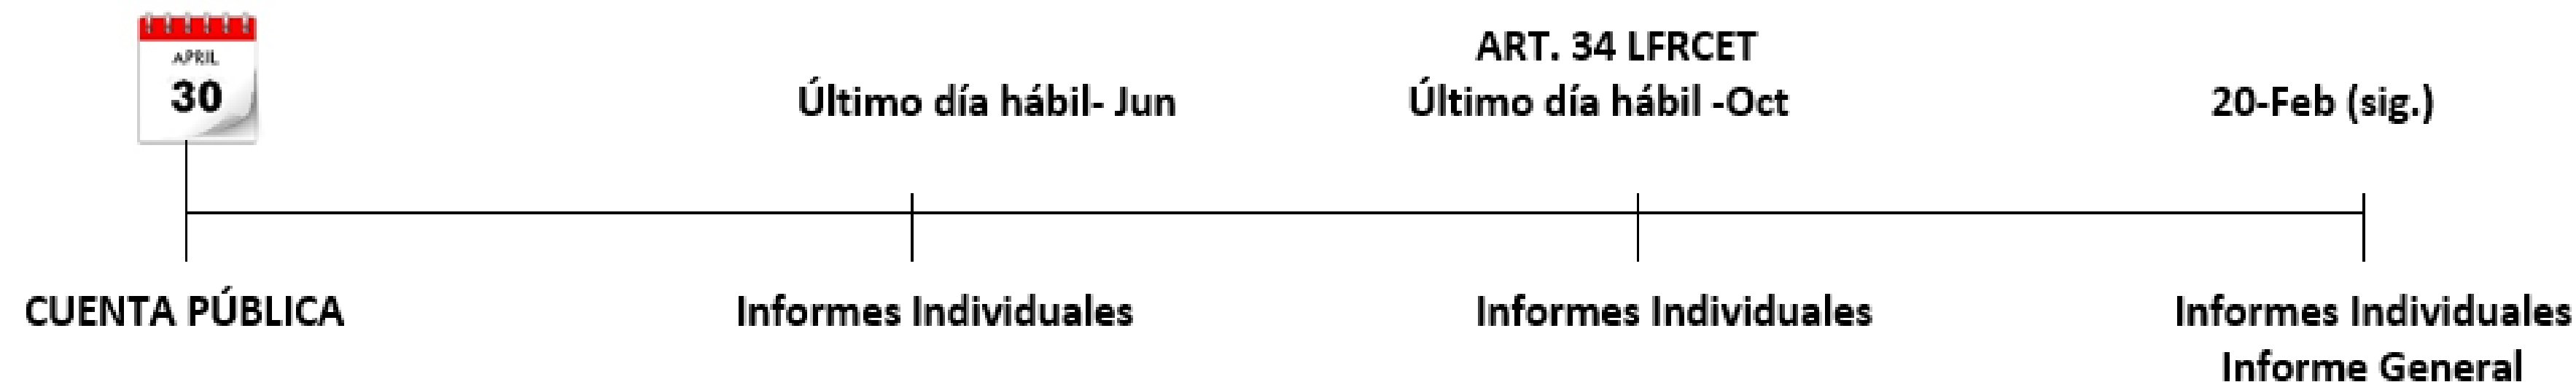 APRIL
30
Último día hábil- Jun
ART. 34 LFRCET
Último día hábil -Oct
20-Feb (sig.)
CUENTA PÚBLICA
Informes Individuales
Informes Individuales
Informes Individuales
Informe General